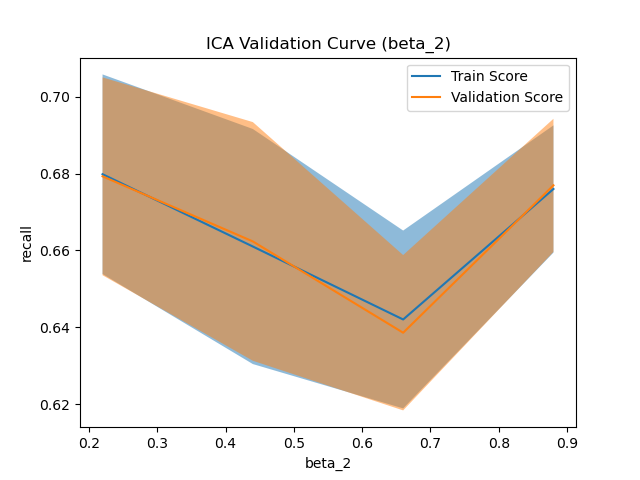 ICA Validation Curve (beta_2)
Train Score
Validation Score
0.70
0.68
0.66
0.64
0.62
recall
0.2
0.3
0.4
0.5
0.6
0.7
0.8
0.9
beta_2